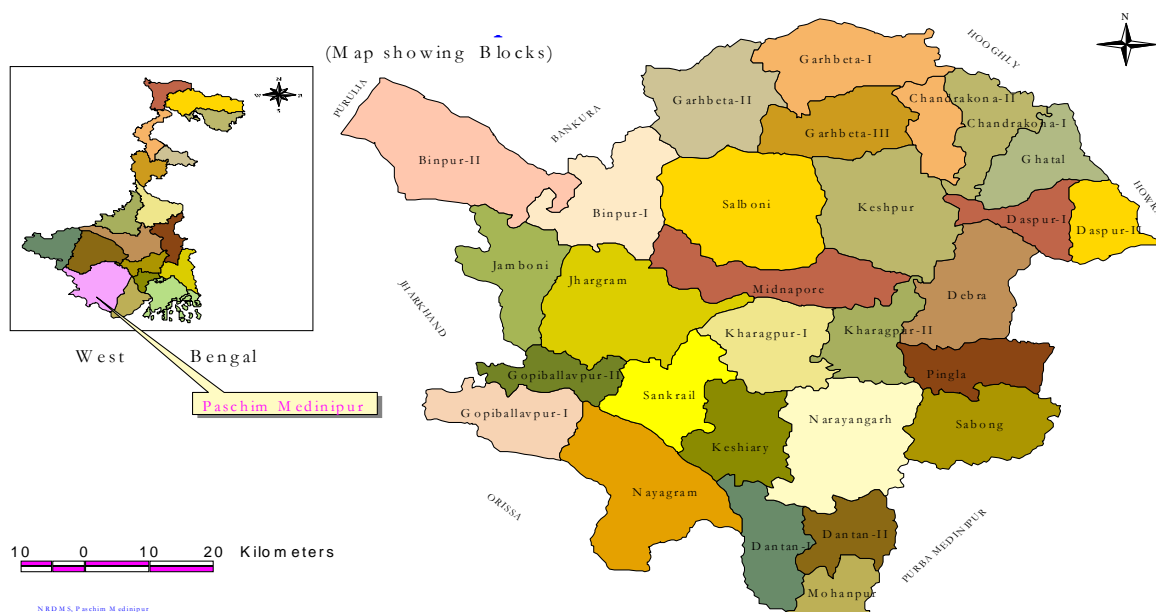 (Map showing Blocks)
N
HOOGHLY
Garhbeta-I
PURULIA
BANKURA
Garhbeta-II
Chandrakona-II
Garhbeta-III
Chandrakona-I
Binpur-II
Ghatal
Binpur-I
Salboni
Keshpur
Daspur-I
Daspur-II
Jamboni
Jhargram
Midnapore
Debra
JHARKHAND
Kharagpur-I
Kharagpur-II
Gopiballavpur-II
Pingla
Sankrail
Gopiballavpur-I
Narayangarh
Sabong
Keshiary
Nayagram
ORISSA
Dantan-I
Dantan-II
PURBA MEDINIPUR
Mohanpur
West Bengal
Paschim Medinipur
10 0 10 20 Kilometers
NRDMS, Paschim Medinipur